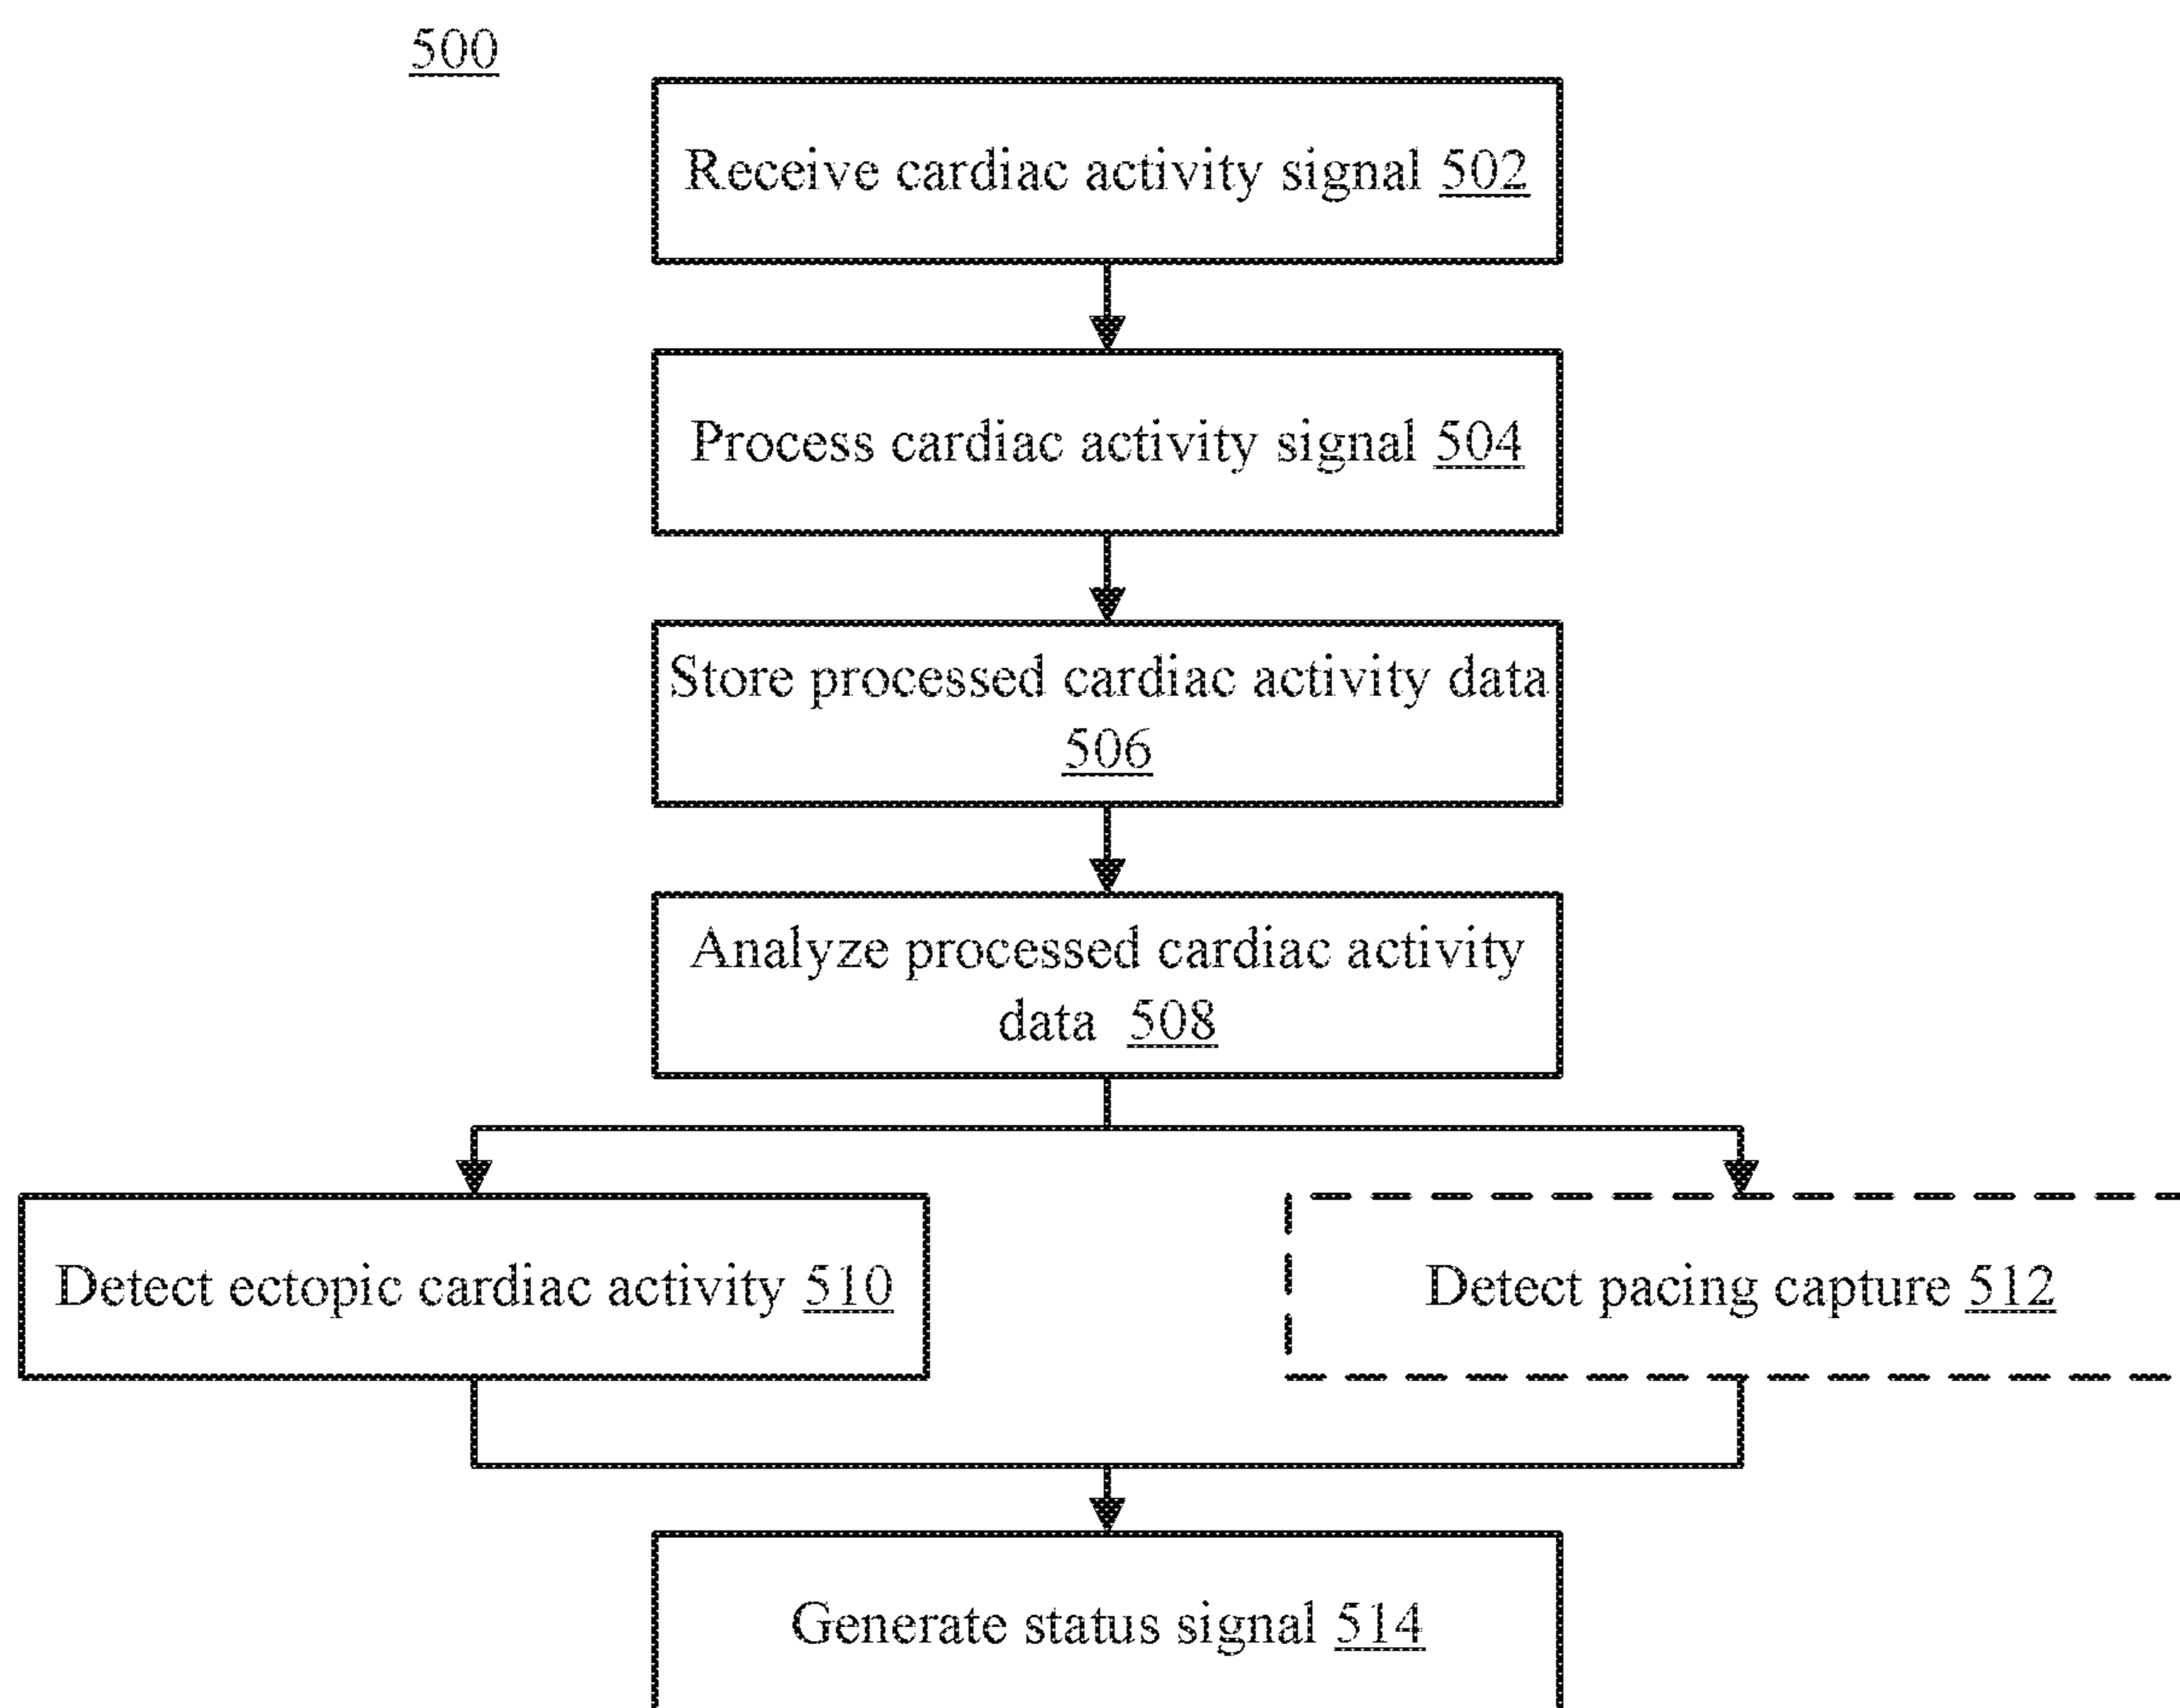 500
Receive cardiac activity signal 502
Process cardiac activity signal 504
Store processed cardiac activity data
506
Analyze processed cardiac activity
data 508
Detect ectopic cardiac activity 510
Detect pacing capture 512
Generate status signal 514